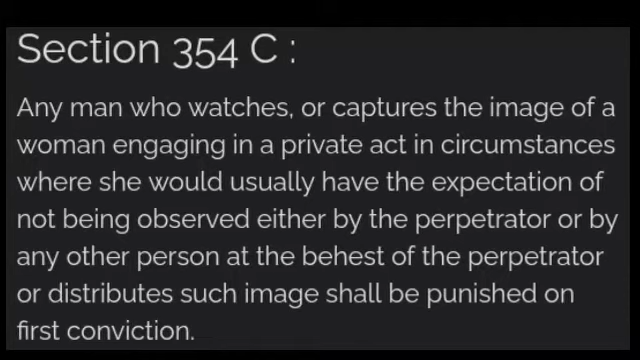 Section 354 C :
Any man who watches, or captures the image of a
woman engaging in a private act in circumstances
where she would usually have the expectation of
not being observed either by the perpetrator or by
any other person at the behest of the perpetrator
or distributes such image shall be punished on
first conviction.